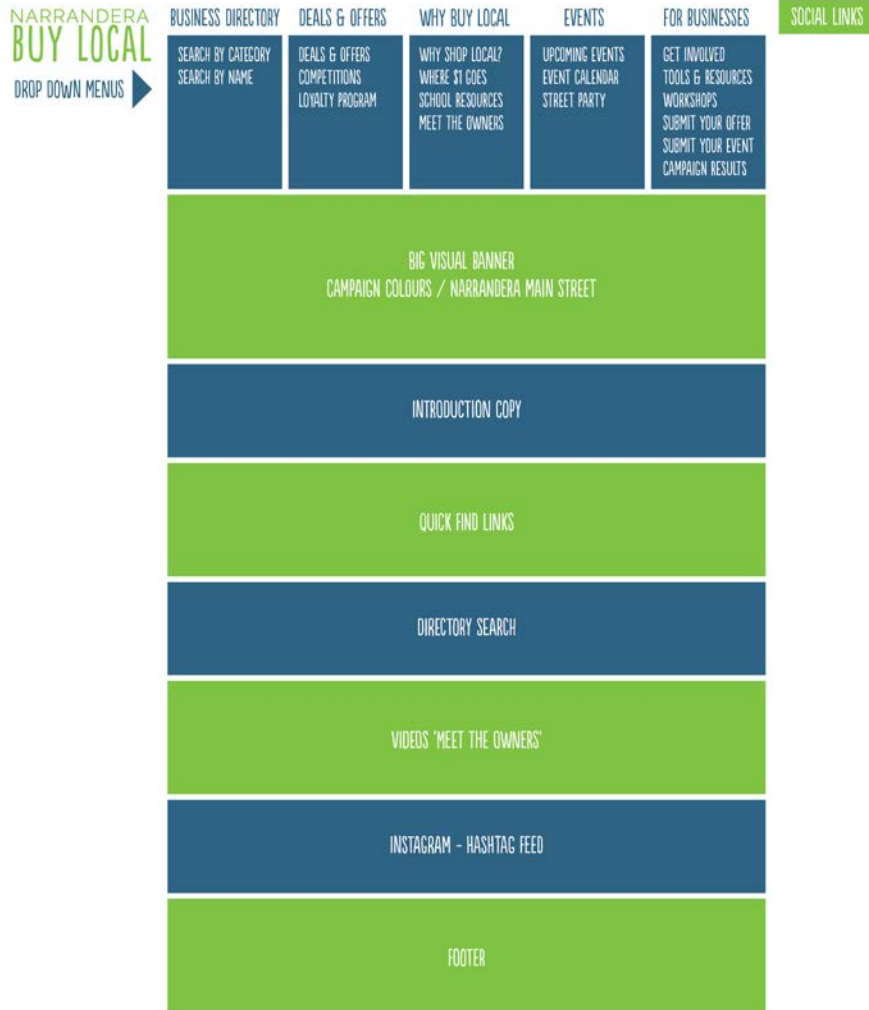 NARRANDERA
BUY LOCAL
DROP DOWN MENUS
BUSINESS DIRECTORY
SEARCH BY CATEGORY
SEARCH BY NAME
DEALS & OFFERS
DEALS & OFFERS
COMPETITIONS
LOYALTY PROGRAM
WHY BUY LOCAL
WHY SHOP LOCAL?
WHERE $1 GOES
SCHOOL RESOURCES
MEET THE OWNERS
EVENTS
UPCOMING EVENTS
EVENT CALENDAR
STREET PARTY
FOR BUSINESSES
GET INVOLVED
TOOLS & RESOURCES
WORKSHOPS
SUBMIT YOUR OFFER
SUBMIT YOUR EVENT
CAMPAIGN RESULTS
SOCIAL LINKS
BIG VISUAL BANNER
CAMPAIGN COLOURS / NARRANDERA MAIN STREET
INTRODUCTION COPY
QUICK FIND LINKS
DIRECTORY SEARCH
VIDEOS 'MEET THE OWNERS'
INSTAGRAM - HASHTAG FEED
FOOTER